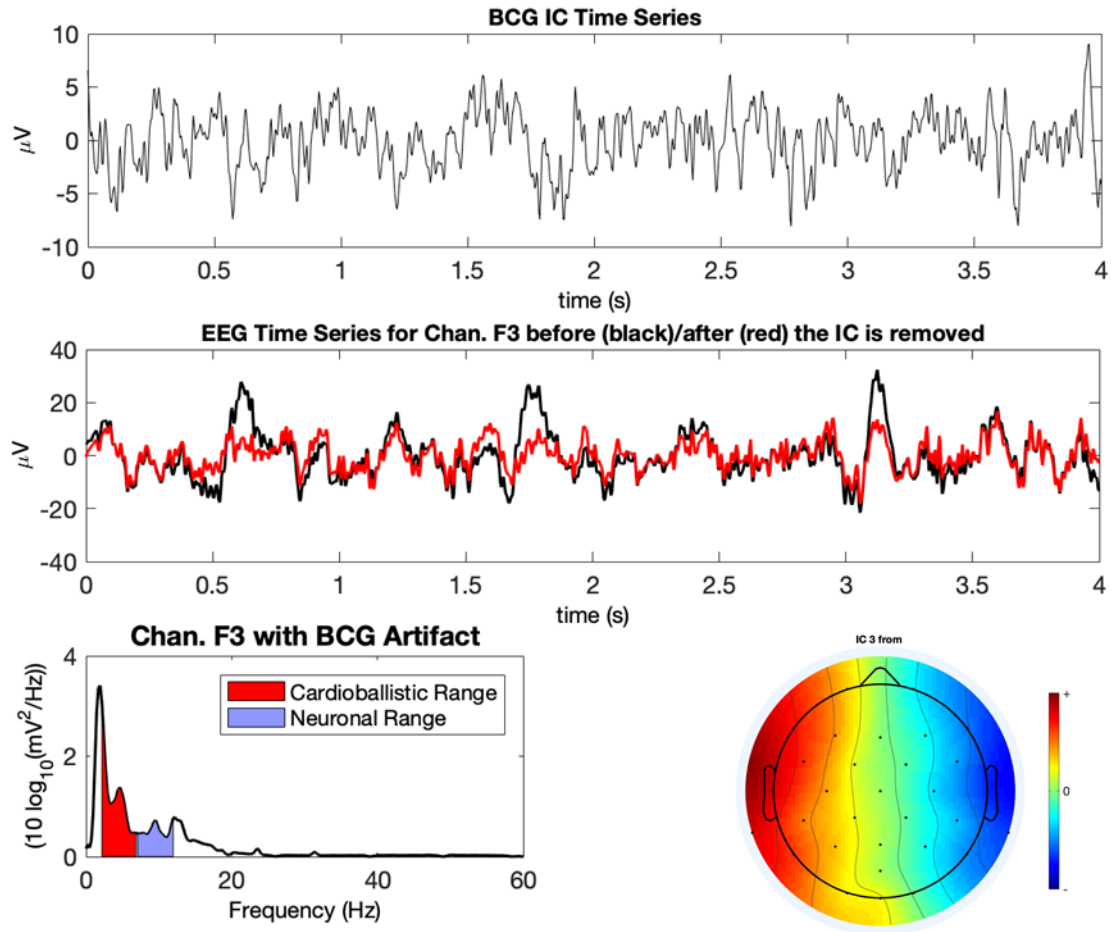 BCG IC Time Series
10
5
0
-5
-10
μV
0 0.5 1 1.5 2 2.5 3 3.5 4
time (s)
EEG Time Series for Chan. F3 before (black)/after (red) the IC is removed
40
20
0
-20
-40
μV
0 0.5 1 1.5 2 2.5 3 3.5 4
time (s)
Chan. F3 with BCG Artifact
4
2
0
(10 log₁₀(mV²/Hz))
Cardioballistic Range
Neuronal Range
0 20 40 60
Frequency (Hz)
IC 3 from
+
0
-